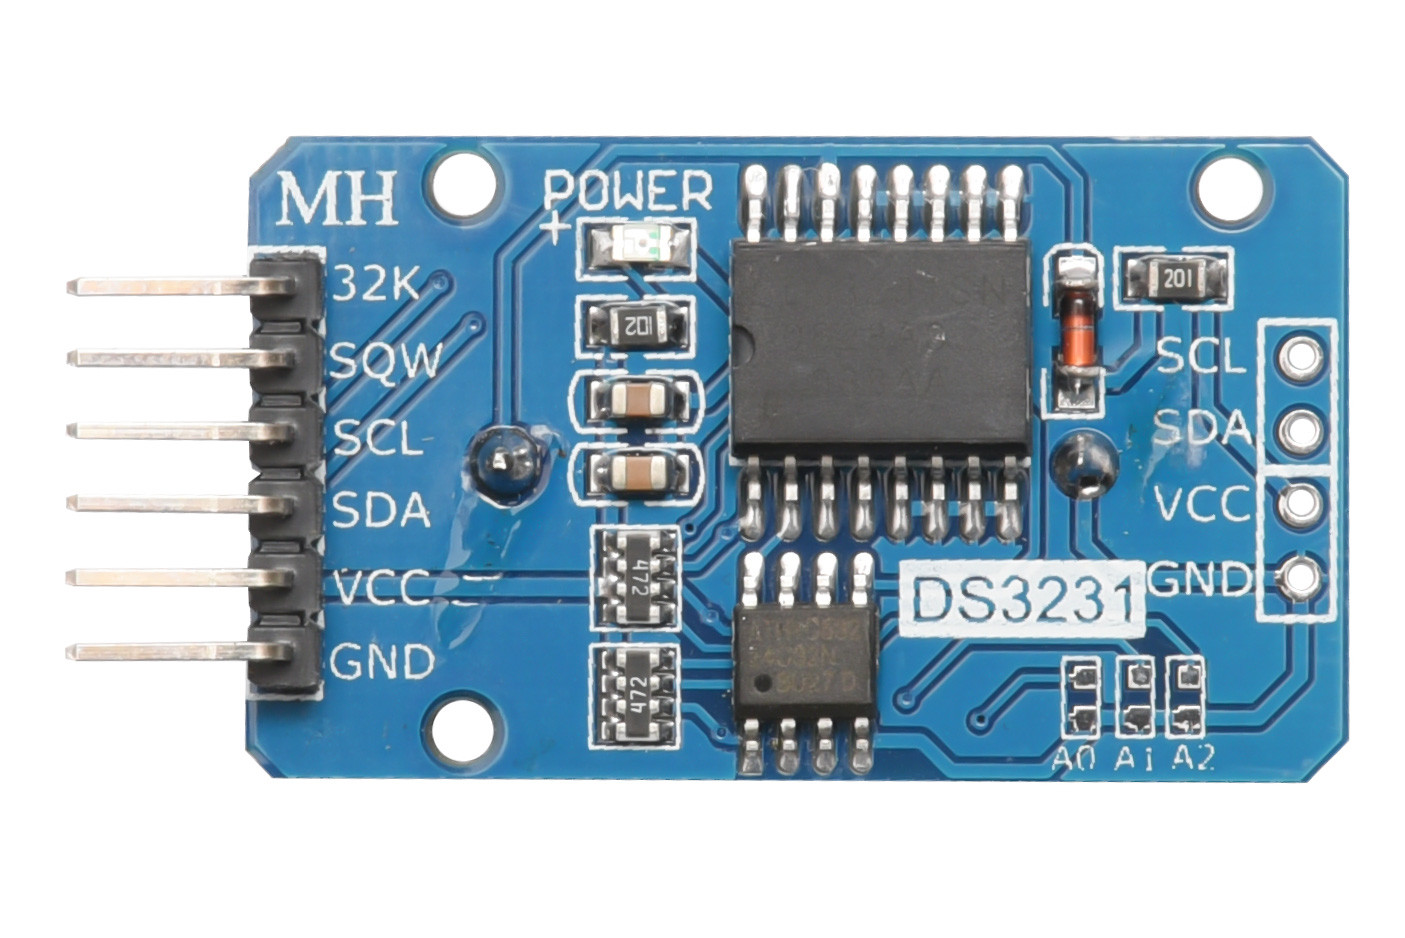 MH
POWER
+
32K
SQW
SCL
SDA
VCC
GND
102
472
472
201
SCL
SDA
VCC
GND
DS3231
A0 A1 A2